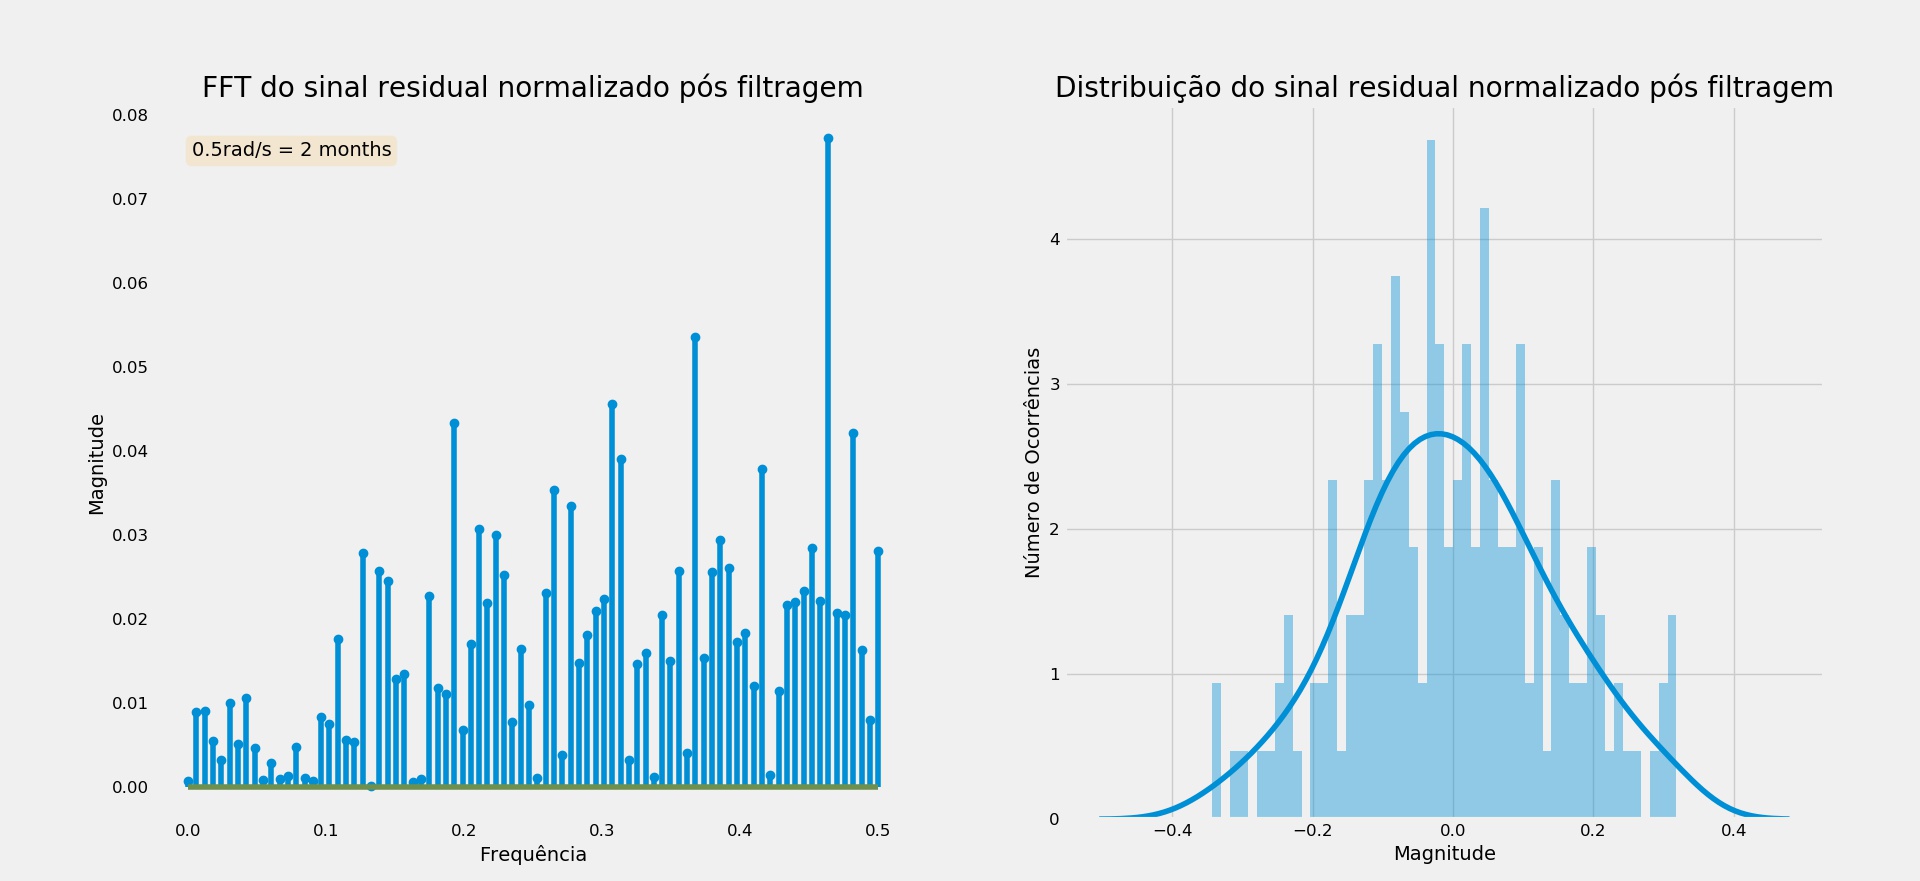 FFT do sinal residual normalizado pós filtragem
0.08
0.07
0.06
0.05
0.04
0.03
0.02
0.01
0.00
0.5rad/s = 2 months
Magnitude
0.0 0.1 0.2 0.3 0.4 0.5
Frequência
Distribuição do sinal residual normalizado pós filtragem
4
3
2
1
0
Número de Ocorrências
−0.4 −0.2 0.0 0.2 0.4
Magnitude